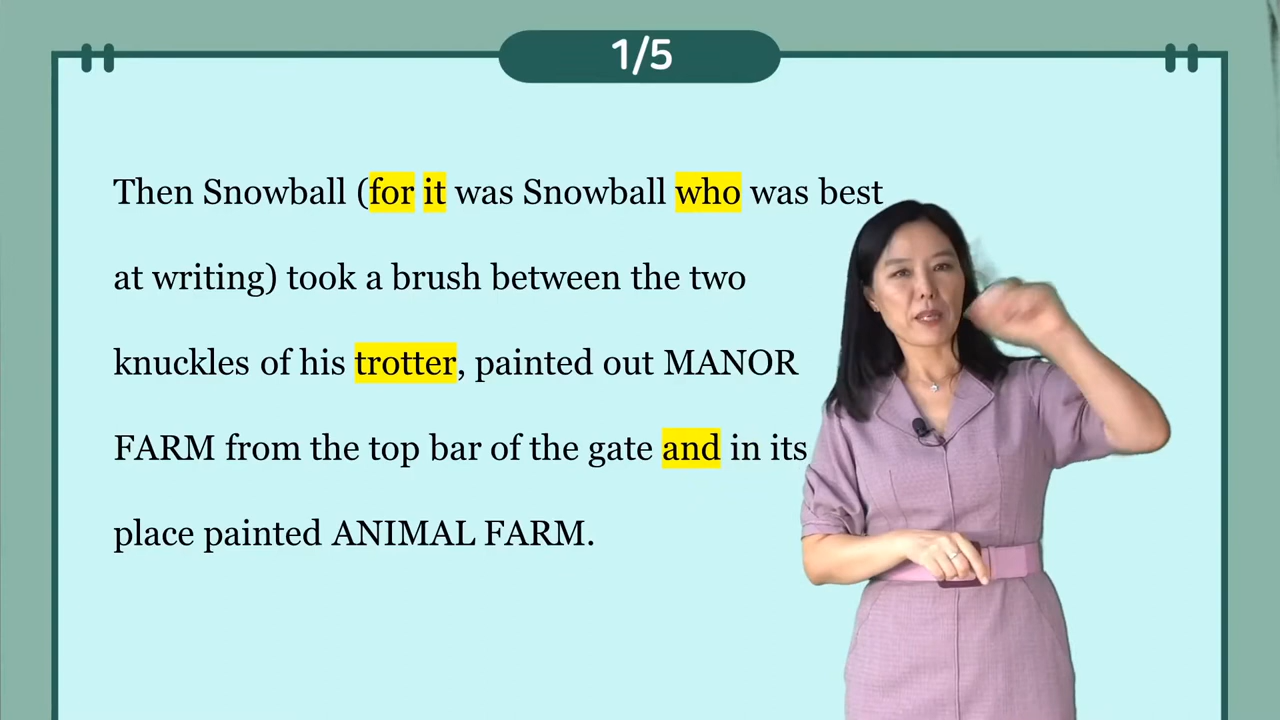 1/5
Then Snowball (for it was Snowball who was best
at writing) took a brush between the two
knuckles of his trotter, painted out MANOR
FARM from the top bar of the gate and in its
place painted ANIMAL FARM.